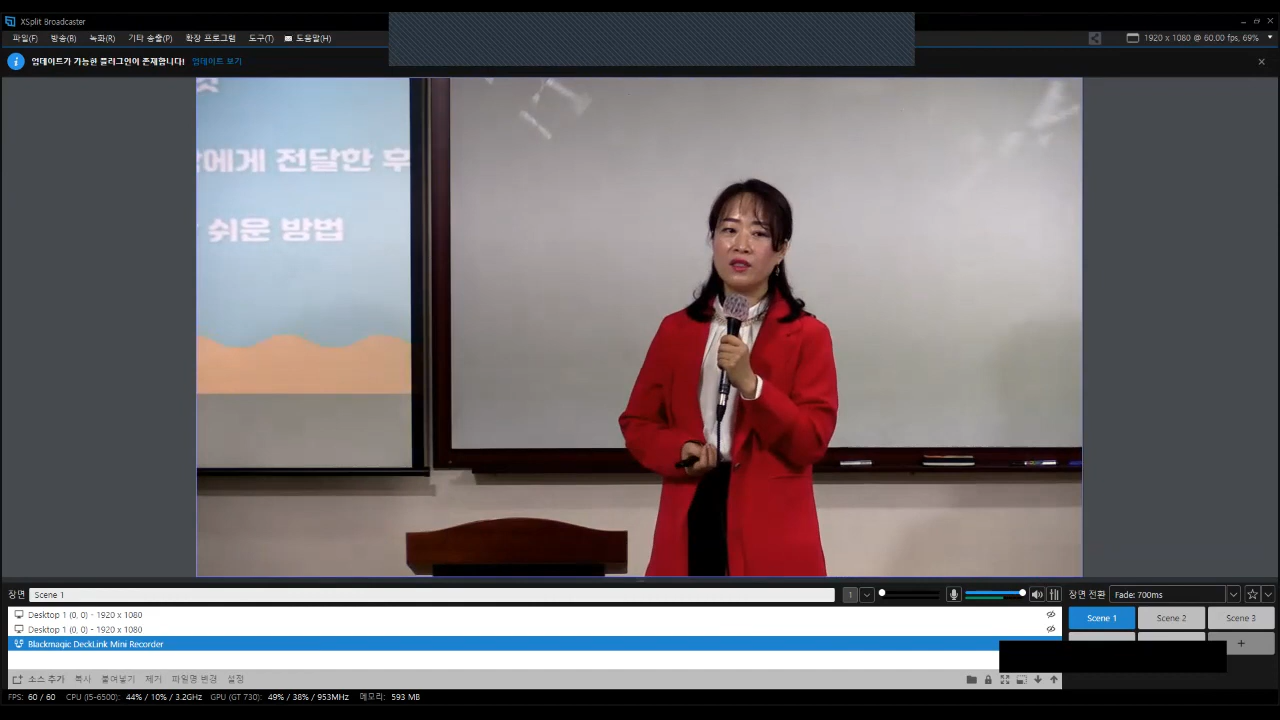 XSplit Broadcaster
파일(F) 방송(B) 녹화(R) 기타 송출(P) 확장 프로그램 도구(T) 도움말(H)
1920 x 1080 @ 60.00 fps, 69%
업데이트가 가능한 플러그인이 존재합니다! 업데이트 보기
에게 전달한 후
쉬운 방법
장면 Scene 1
1
장면 전환 Fade: 700ms
Desktop 1 (0, 0) - 1920 x 1080
Desktop 1 (0, 0) - 1920 x 1080
Blackmagic DeckLink Mini Recorder
Scene 1 Scene 2 Scene 3
+
소스 추가 복사 붙여넣기 제거 파일명 변경 설정
FPS: 60 / 60 CPU (i5-6500): 44% / 10% / 3.2GHz GPU (GT 730): 49% / 38% / 953MHz 메모리: 593 MB